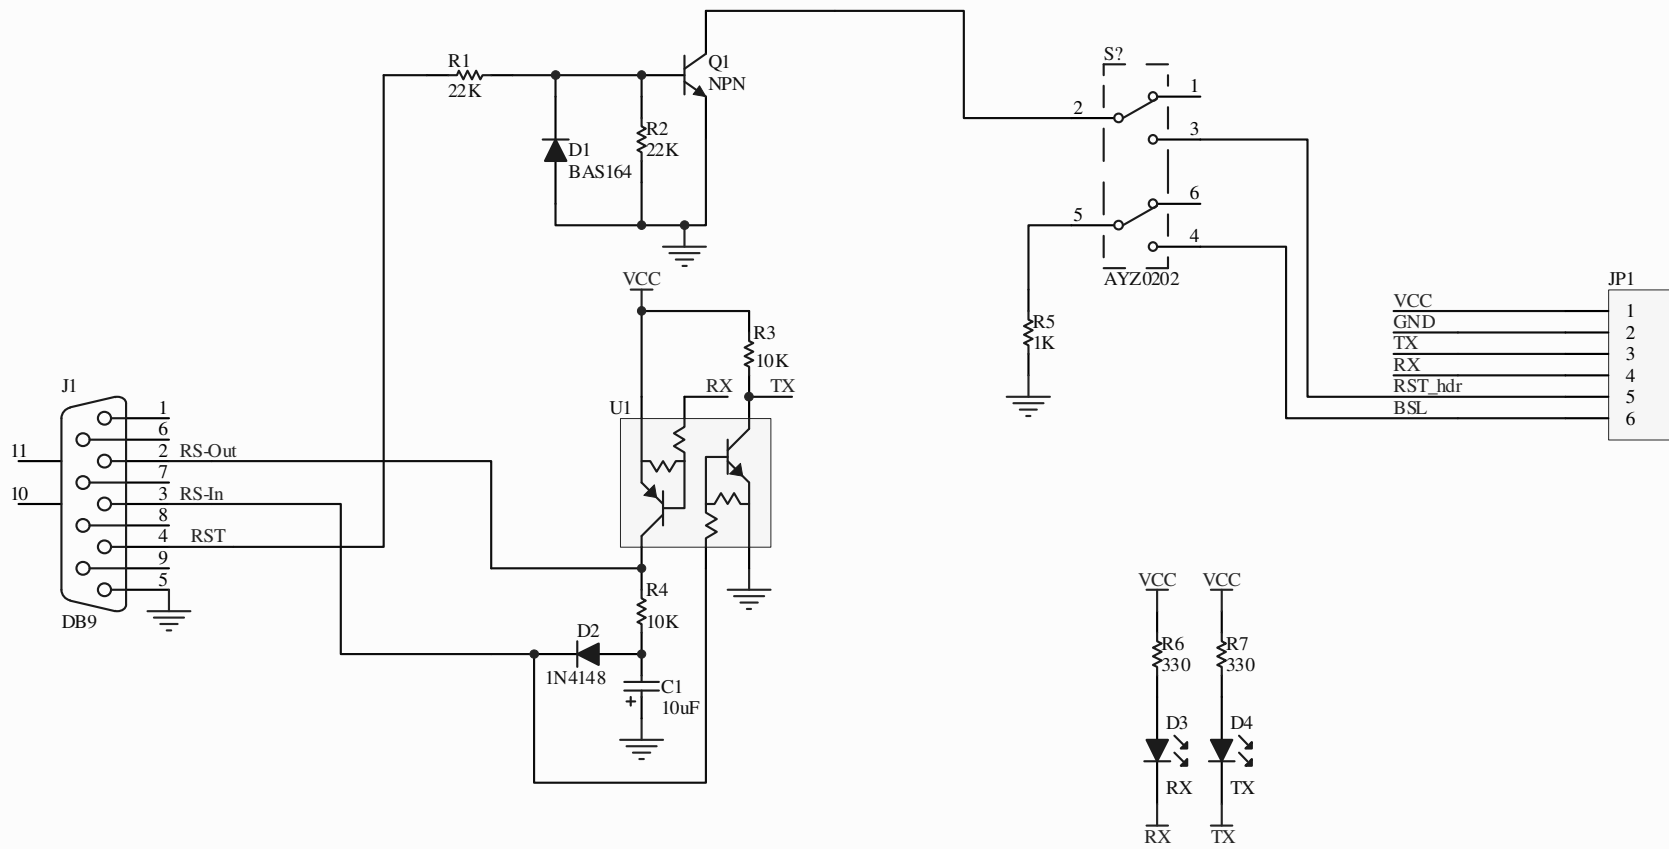 R1
22K
Q1
NPN
R2
22K
D1
BAS164
S?
1
2
3
6
5
4
AYZ0202
R5
1K
JP1
VCC 1
GND 2
TX 3
RX 4
RST_hdr 5
BSL 6
VCC
R3
10K
RX TX
U1
J1
1
6
11
2 RS-Out
7
10
3 RS-In
8
4 RST
9
5
DB9
R4
10K
D2
1N4148
C1
+
10uF
VCC VCC
R6
330
R7
330
D3
D4
RX
TX
RX TX